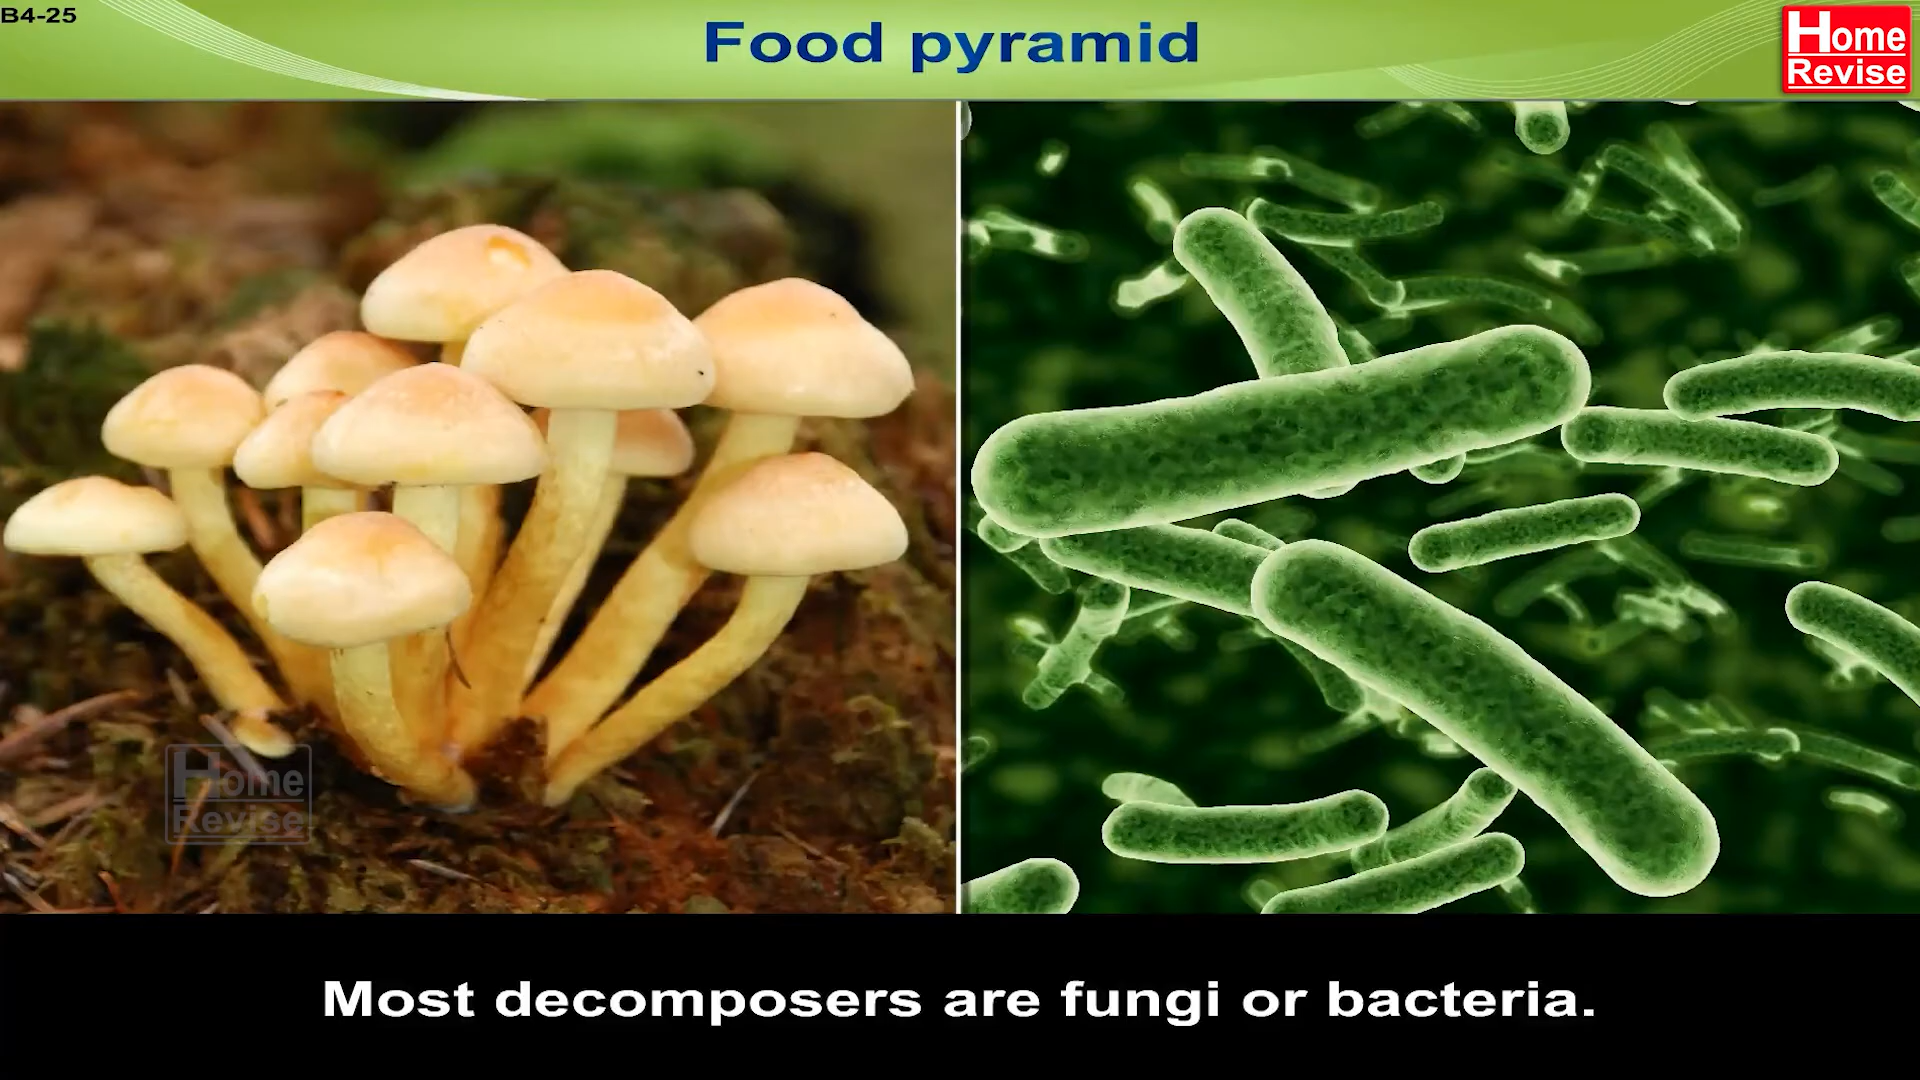 B4-25
Food pyramid
Home
Revise
Home
Revise
Most decomposers are fungi or bacteria.